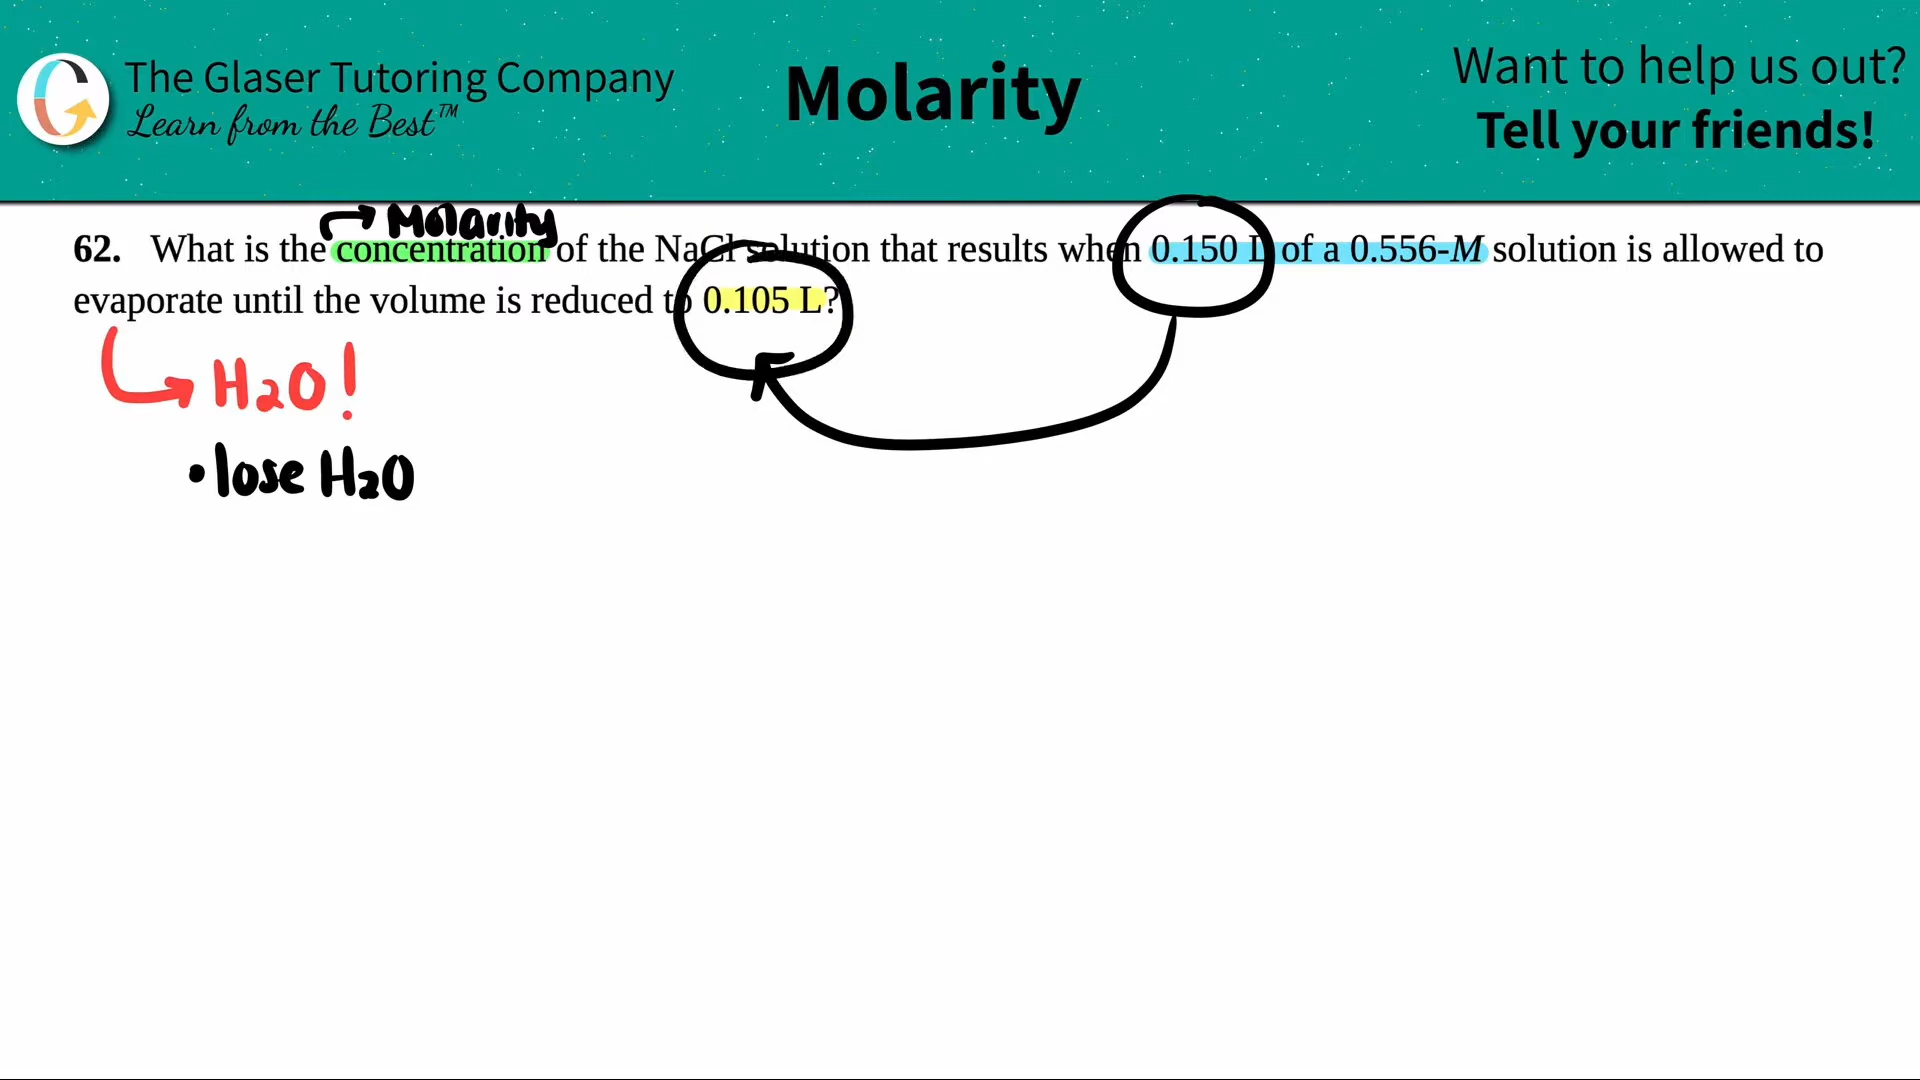 The Glaser Tutoring Company
Learn from the Best™
Molarity
Want to help us out?
Tell your friends!
Molarity
62. What is the concentration of the NaCl solution that results when 0.150 L of a 0.556-M solution is allowed to
evaporate until the volume is reduced to 0.105 L?
H2O!
•lose H2O